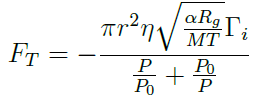 $F_T = -\frac{\pi r^2 \eta \sqrt{\frac{\alpha R_g}{MT}} \Gamma_i}{\frac{P}{P_0} + \frac{P_0}{P}}$